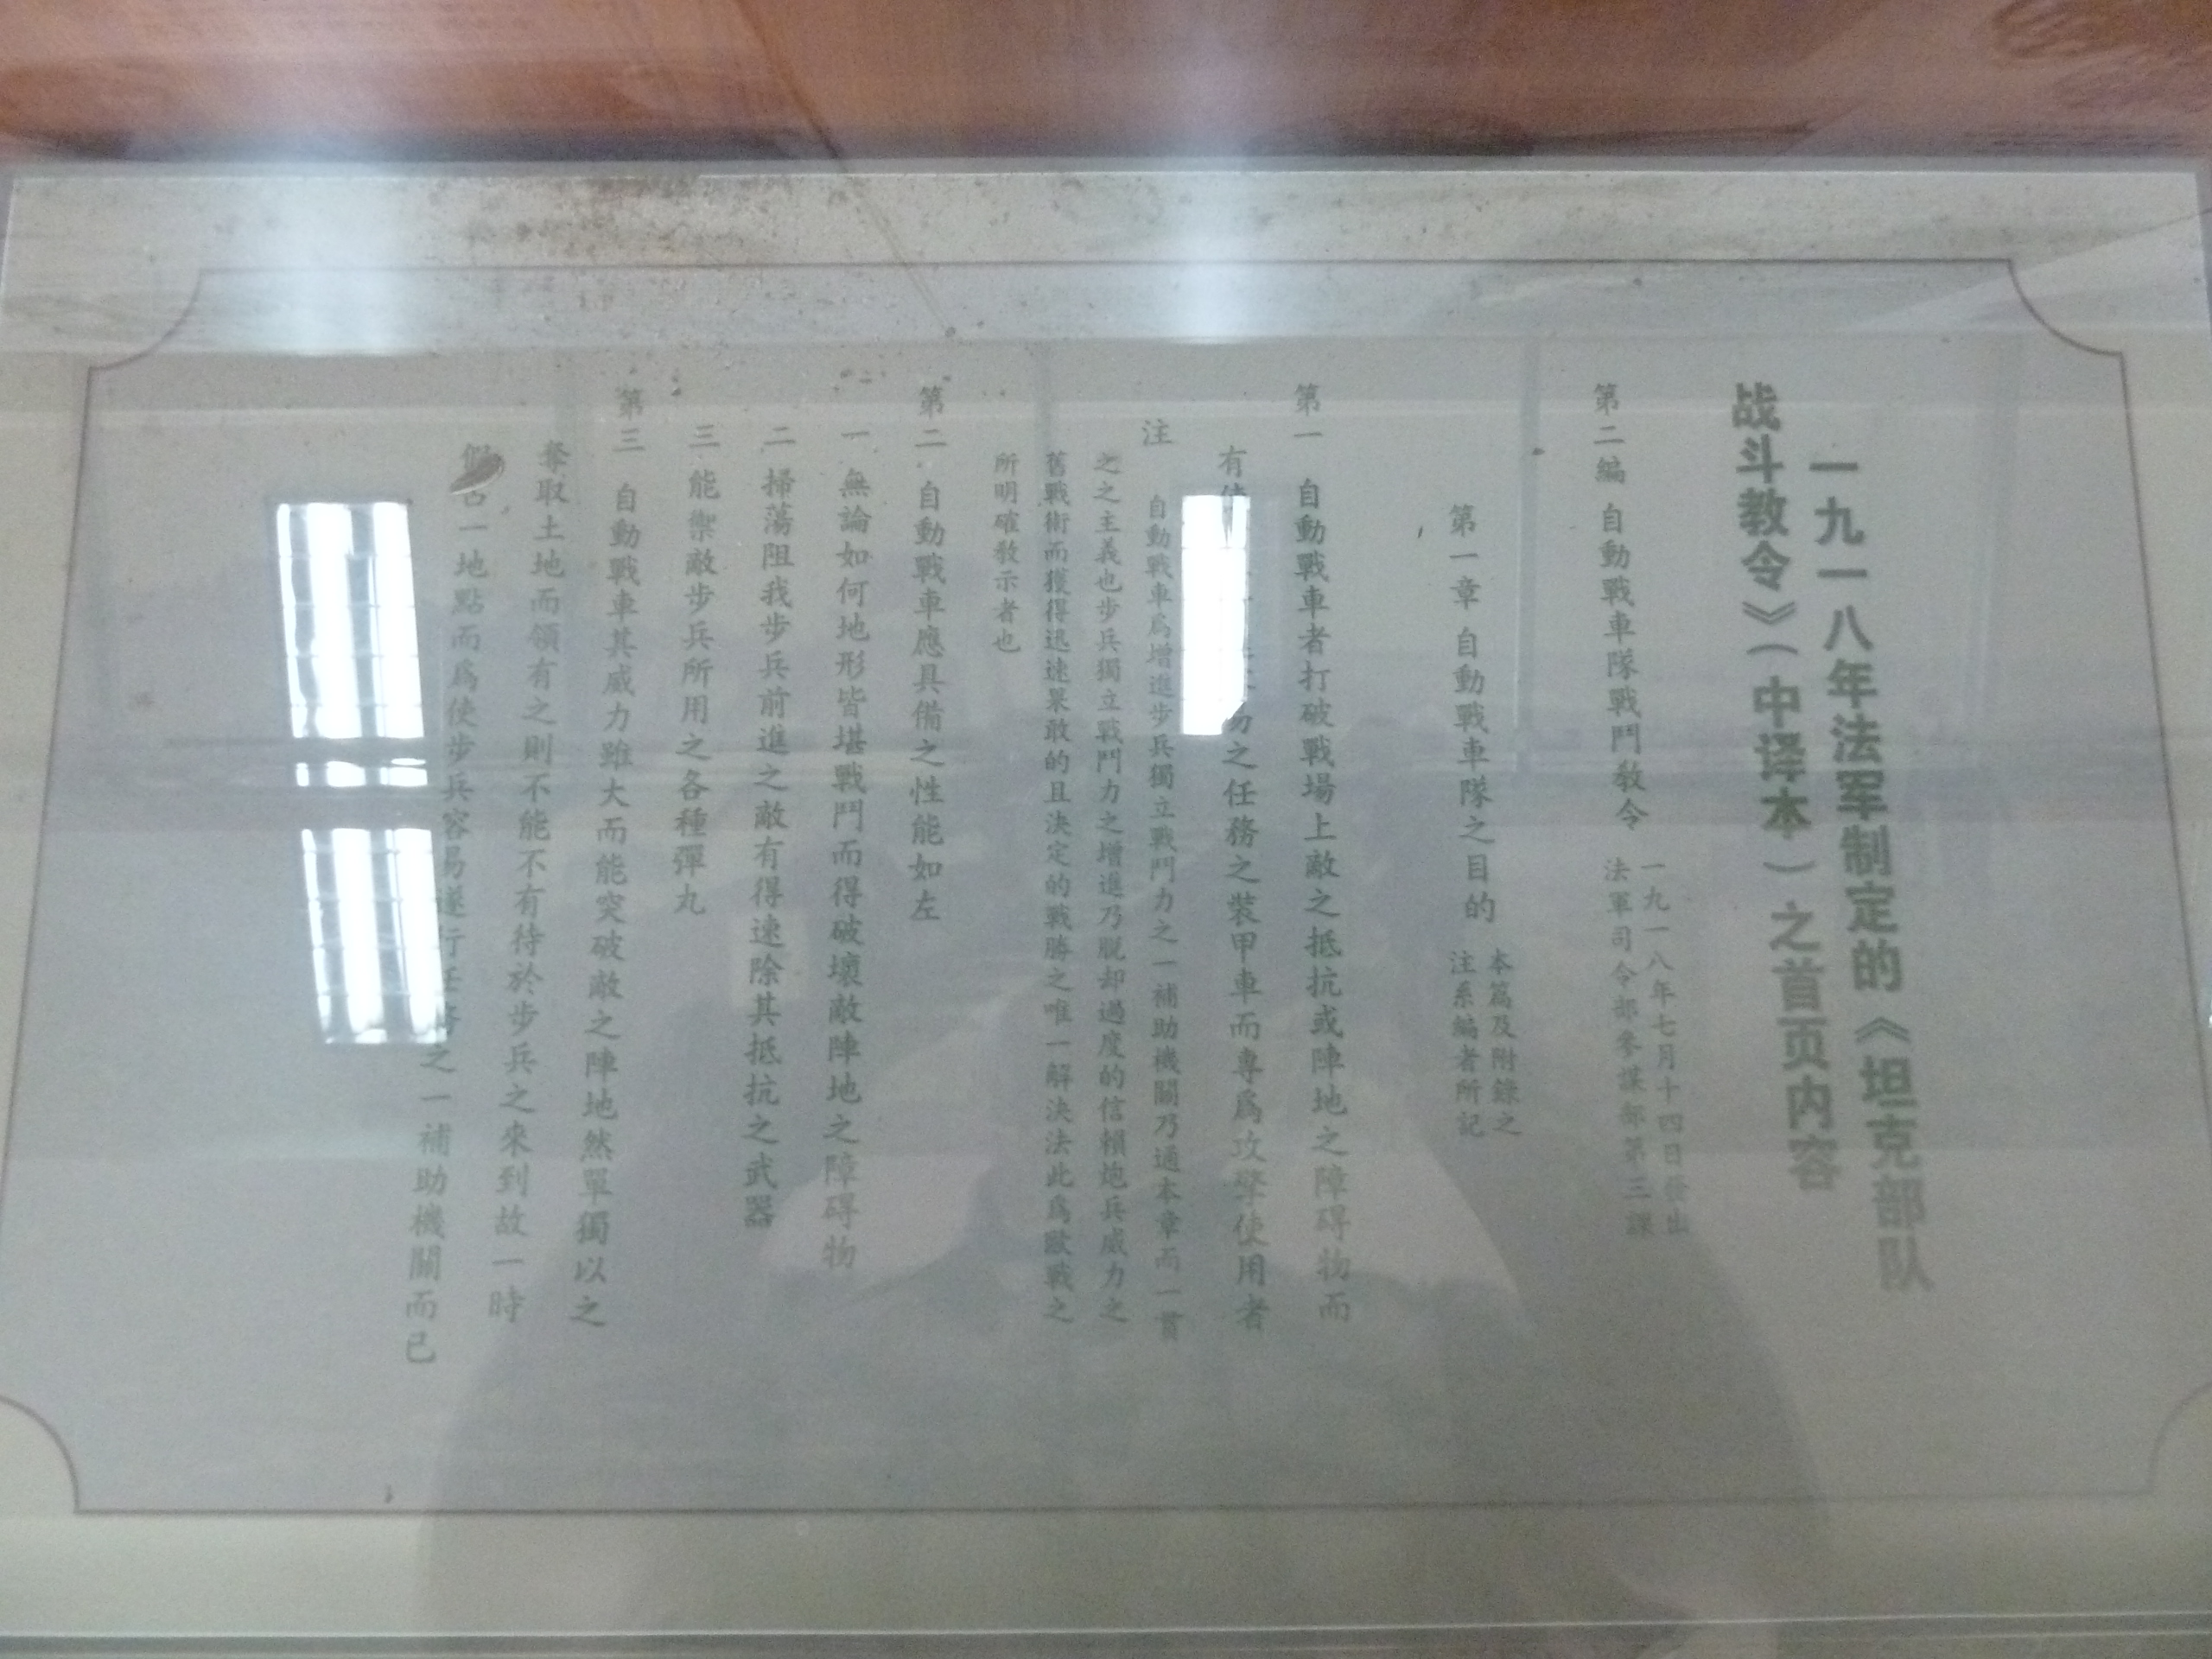 一九一八年法军制定的《坦克部队
战斗教令》（中译本）之首页内容
第二編 自動戰車隊戰鬥教令
一九一八年七月十四日發出
法軍司令部參謀部第三課
第一章 自動戰車隊之目的
本篇及附錄之
注系編者所記
第一 自動戰車者打破戰場上敵之抵抗或陣地之障碍物而
有使 易之任務之裝甲車而專爲攻擊使用者
注 自動戰車爲增進步兵獨立戰鬥力之一補助機關乃通本章而一貫
之之主義也步兵獨立戰鬥力之增進乃脱却過度的信賴炮兵威力之
舊戰術而獲得迅速果敢的且決定的戰勝之唯一解決法此爲歐戰之
所明確教示者也
第二 自動戰車應具備之性能如左
一 無論如何地形皆堪戰鬥而得破壞敵陣地之障碍物
二 掃蕩阻我步兵前進之敵有得速除其抵抗之武器
三 能禦敵步兵所用之各種彈丸
第三 自動戰車其威力雖大而能突破敵之陣地然單獨以之
奪取土地而領有之則不能不有待於步兵之來到故一時
一地點而爲使步兵容易遂行任務之一補助機關而已